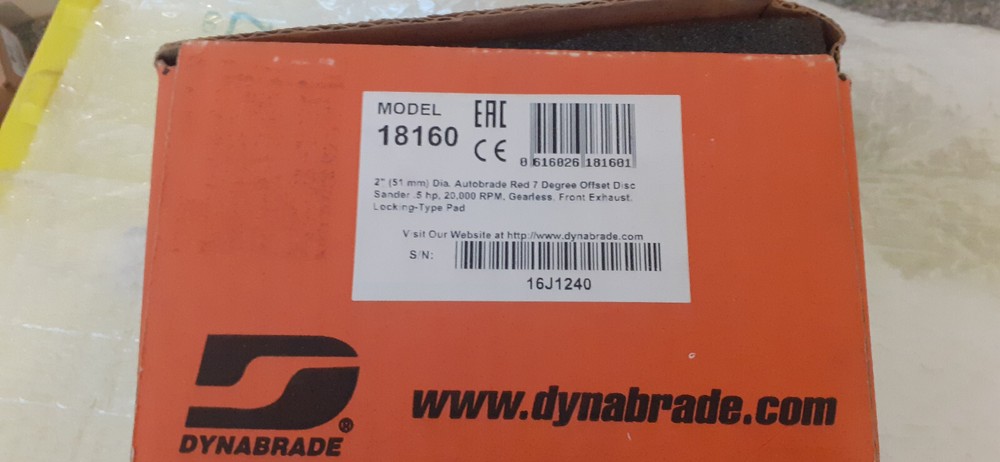 MODEL
18160
EAC
CE
0 616026 181601
2" (51 mm) Dia. Autobrade Red 7 Degree Offset Disc
Sander .5 hp, 20,000 RPM, Gearless, Front Exhaust,
Locking-Type Pad
Visit Our Website at http://www.dynabrade.com
S/N:
16J1240
DYNABRADE®
www.dynabrade.com